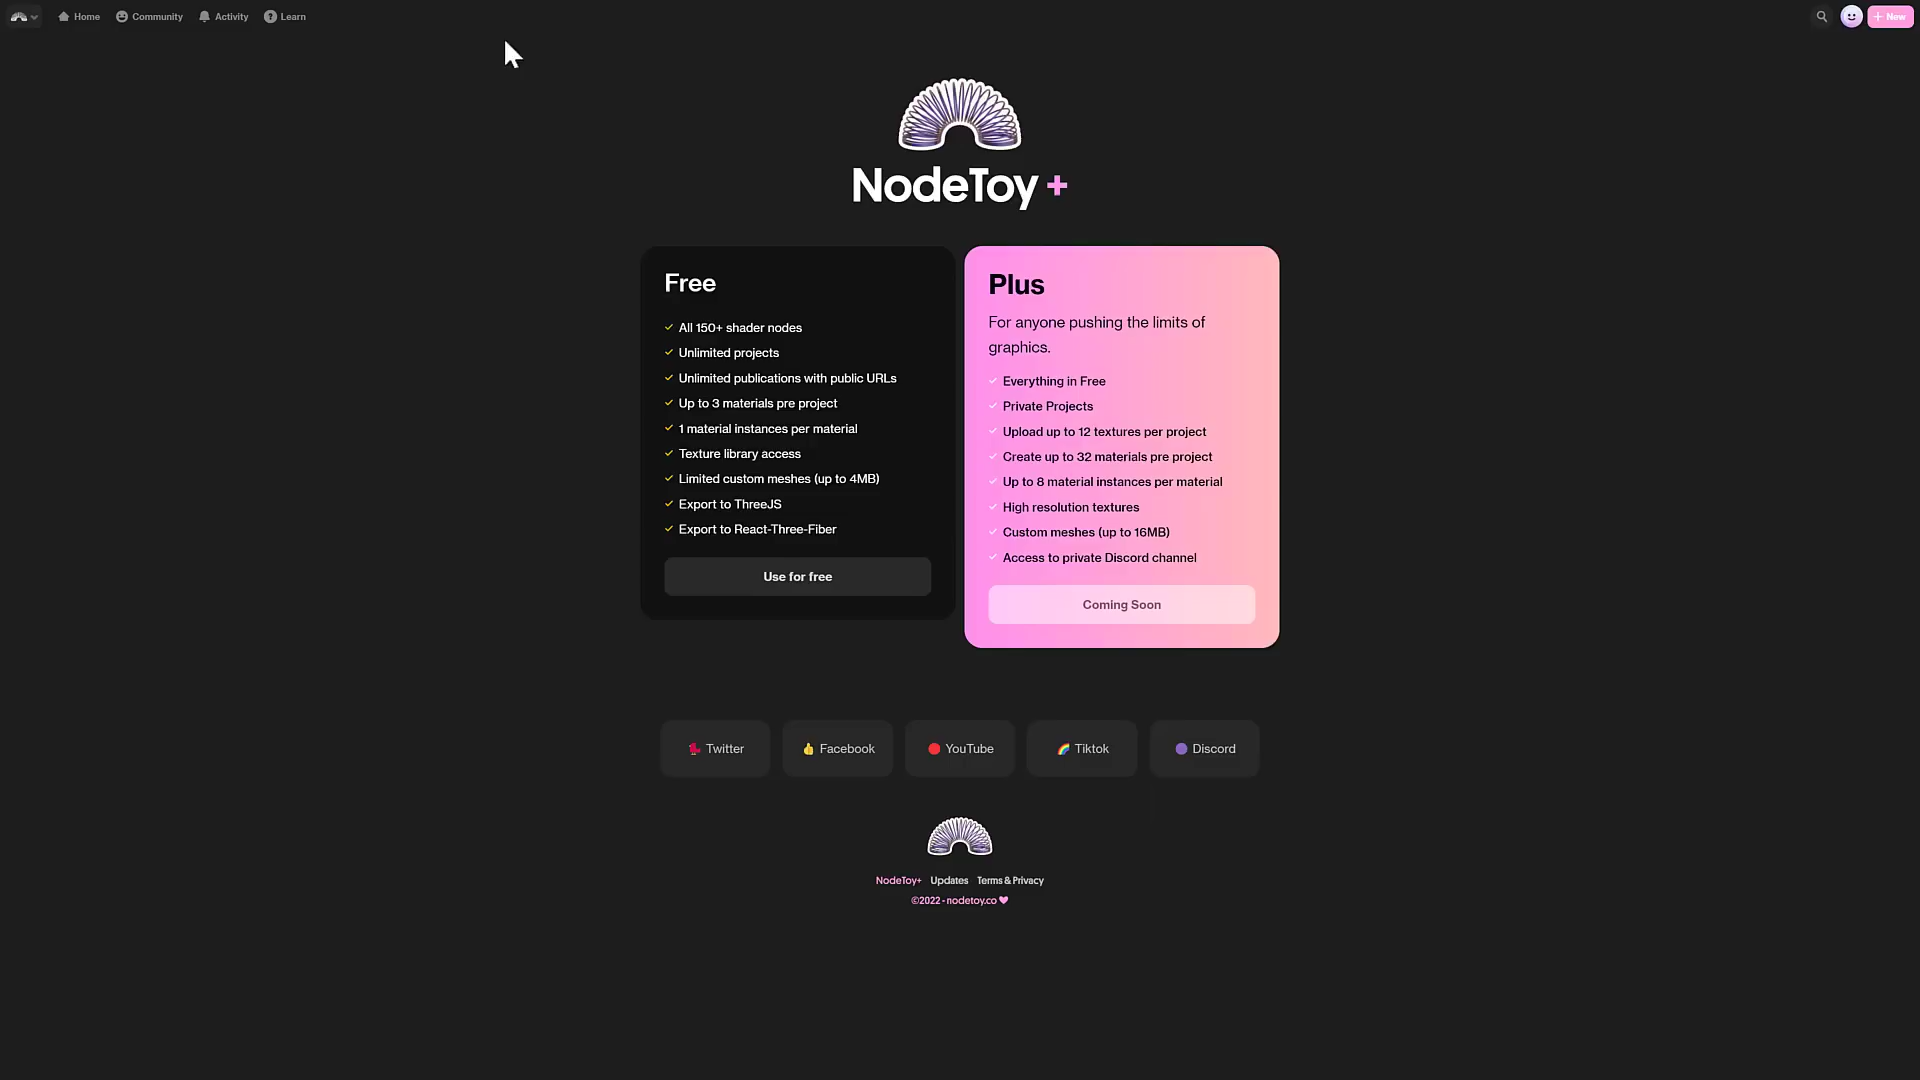 Home Community Activity Learn
+ New
NodeToy +
Free
All 150+ shader nodes
Unlimited projects
Unlimited publications with public URLs
Up to 3 materials pre project
1 material instances per material
Texture library access
Limited custom meshes (up to 4MB)
Export to ThreeJS
Export to React-Three-Fiber
Use for free
Plus
For anyone pushing the limits of
graphics.
Everything in Free
Private Projects
Upload up to 12 textures per project
Create up to 32 materials pre project
Up to 8 material instances per material
High resolution textures
Custom meshes (up to 16MB)
Access to private Discord channel
Coming Soon
Twitter Facebook YouTube Tiktok Discord
NodeToy+ Updates Terms & Privacy
©2022 - nodetoy.co